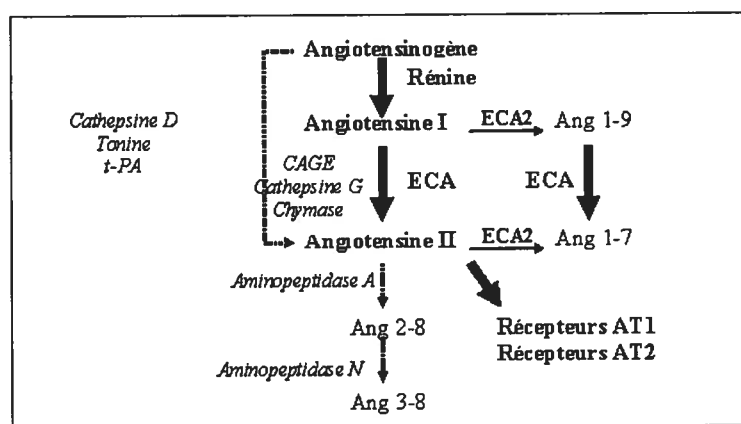 Angiotensinogène
Rénine
Cathepsine D
Tonine
t-PA
Angiotensine I ECA2 Ang 1-9
CAGE
Cathepsine G
Chymase
ECA ECA
Angiotensine II ECA2 Ang 1-7
Aminopeptidase A
Ang 2-8
Récepteurs AT1
Récepteurs AT2
Aminopeptidase N
Ang 3-8